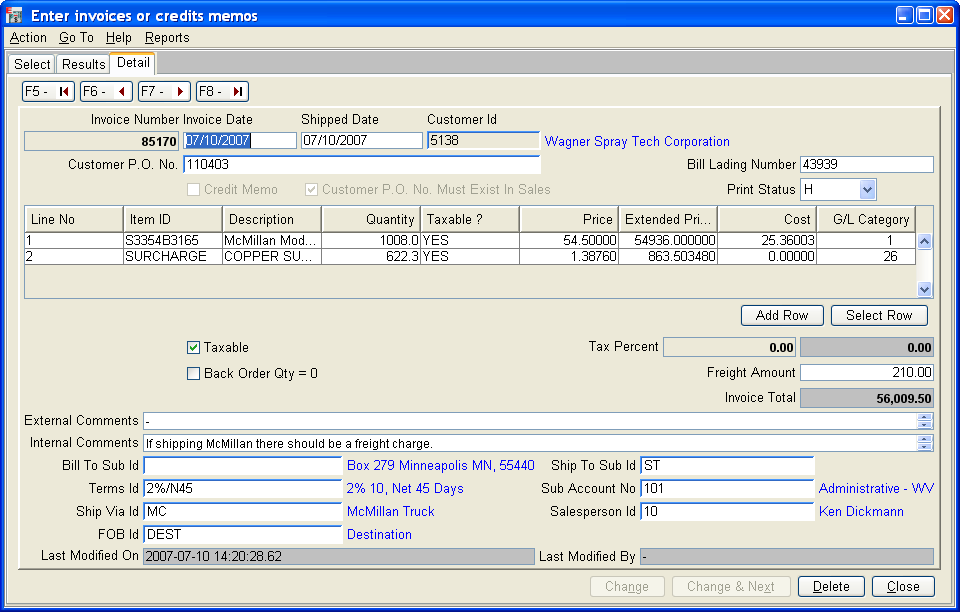 Enter invoices or credits memos
Action Go To Help Reports
Select Results Detail
F5 - F6 - F7 - F8 -
Invoice Number Invoice Date Shipped Date Customer Id
85170 07/10/2007 07/10/2007 5138 Wagner Spray Tech Corporation
Customer P.O. No. 110403 Bill Lading Number 43939
Credit Memo Customer P.O. No. Must Exist In Sales Print Status H
Line No Item ID Description Quantity Taxable ? Price Extended Pri... Cost G/L Category
1 S3354B3165 McMillan Mod... 1008.0 YES 54.50000 54936.000000 25.36003 1
2 SURCHARGE COPPER SU... 622.3 YES 1.38760 863.503480 0.00000 26
Add Row Select Row
Taxable Tax Percent 0.00 0.00
Back Order Qty = 0 Freight Amount 210.00
Invoice Total 56,009.50
External Comments -
Internal Comments If shipping McMillan there should be a freight charge.
Bill To Sub Id Box 279 Minneapolis MN, 55440 Ship To Sub Id ST
Terms Id 2%/N45 2% 10, Net 45 Days Sub Account No 101 Administrative - WV
Ship Via Id MC McMillan Truck Salesperson Id 10 Ken Dickmann
FOB Id DEST Destination
Last Modified On 2007-07-10 14:20:28.62 Last Modified By -
Change Change & Next Delete Close